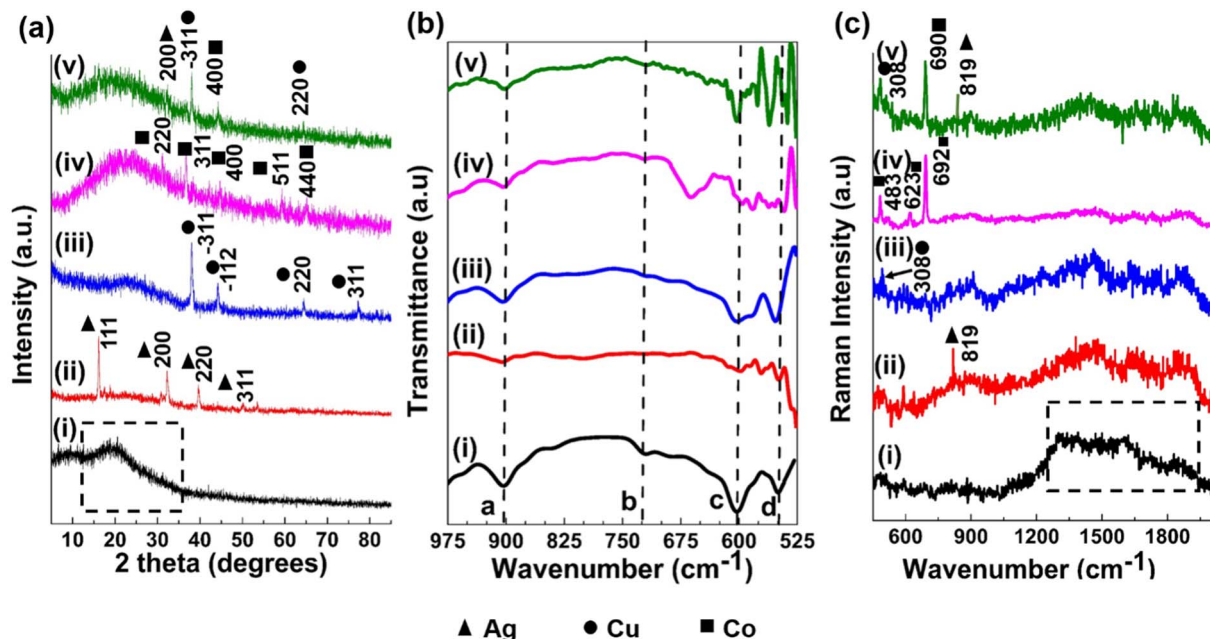 (a)
(v)
200
-311
400
220
(iv)
220
311
400
511
440
(iii)
-311
-112
220
311
(ii)
111
200
220
311
(i)
Intensity (a.u.)
10 20 30 40 50 60 70 80
2 theta (degrees)
(b)
(v)
(iv)
(iii)
(ii)
(i)
a b c d
Transmittance (a.u)
975 900 825 750 675 600 525
Wavenumber (cm-1)
(c)
(v)
308
690
819
(iv)
483
623
692
(iii)
308
(ii)
819
(i)
Raman Intensity (a.u)
600 900 1200 1500 1800
Wavenumber (cm-1)
▲ Ag ● Cu ■ Co